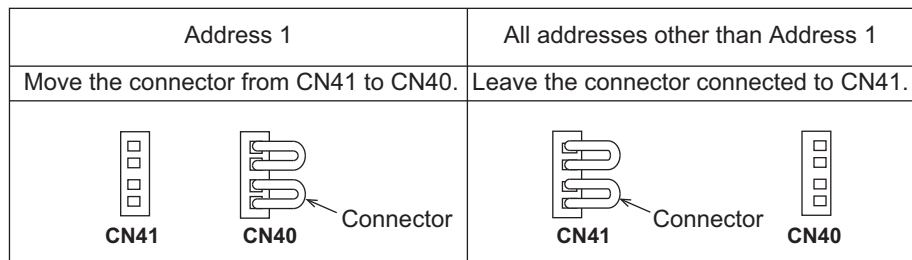 Address 1
All addresses other than Address 1
Move the connector from CN41 to CN40.
Leave the connector connected to CN41.
Connector
CN41
CN40
Connector
CN41
CN40